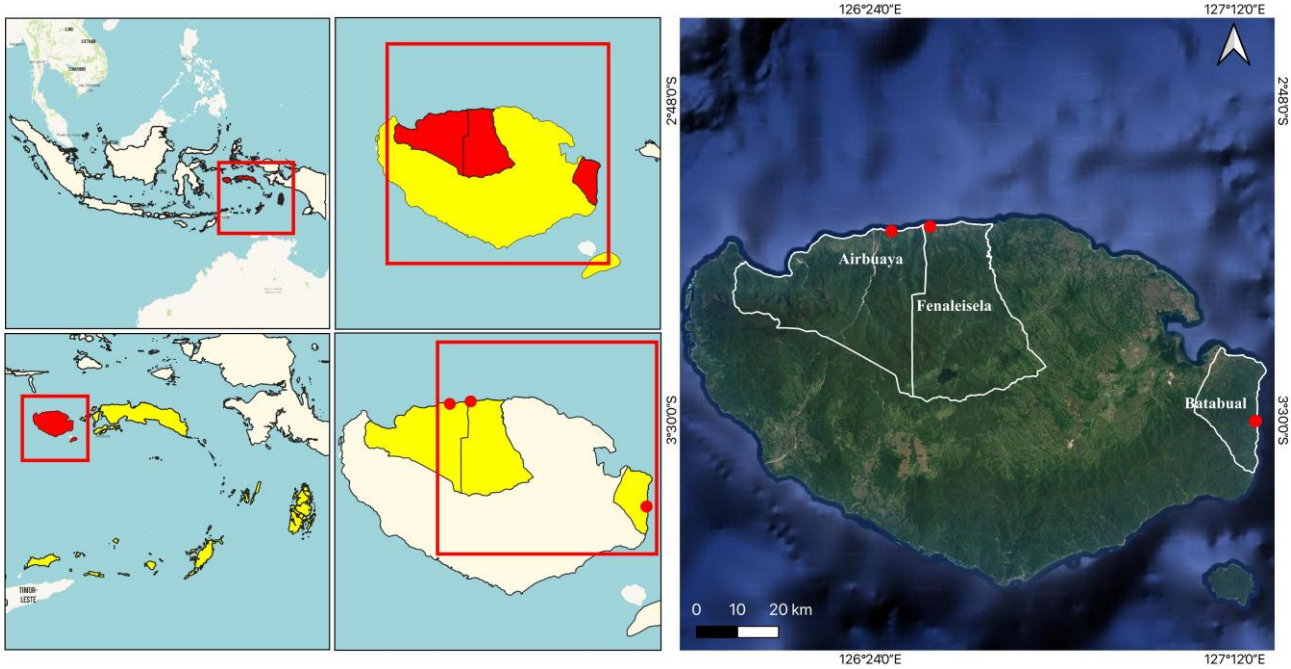 VIETNAM
TIMOR-
LESTE
126°24'0"E
127°12'0"E
2°48'0"S
2°48'0"S
3°30'0"S
3°30'0"S
Airbuaya
Fenaleisela
Batabual
0 10 20 km
126°24'0"E
127°12'0"E